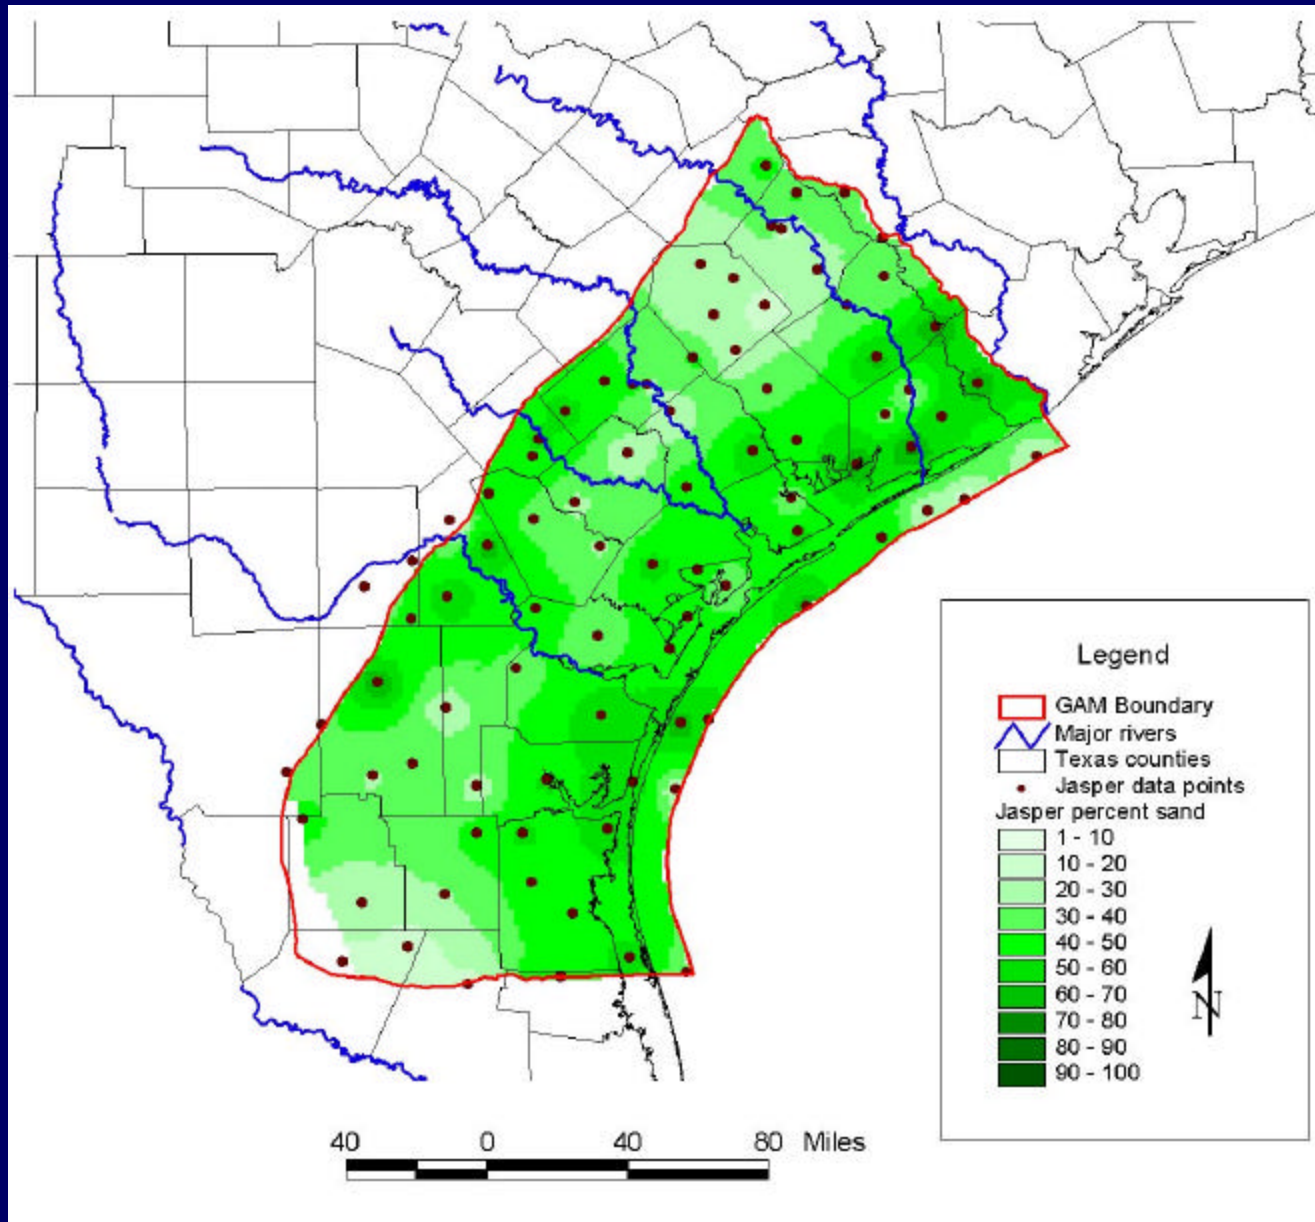 Legend
GAM Boundary
Major rivers
Texas counties
Jasper data points
Jasper percent sand
1 - 10
10 - 20
20 - 30
30 - 40
40 - 50
50 - 60
60 - 70
70 - 80
80 - 90
90 - 100
N
40 0 40 80 Miles